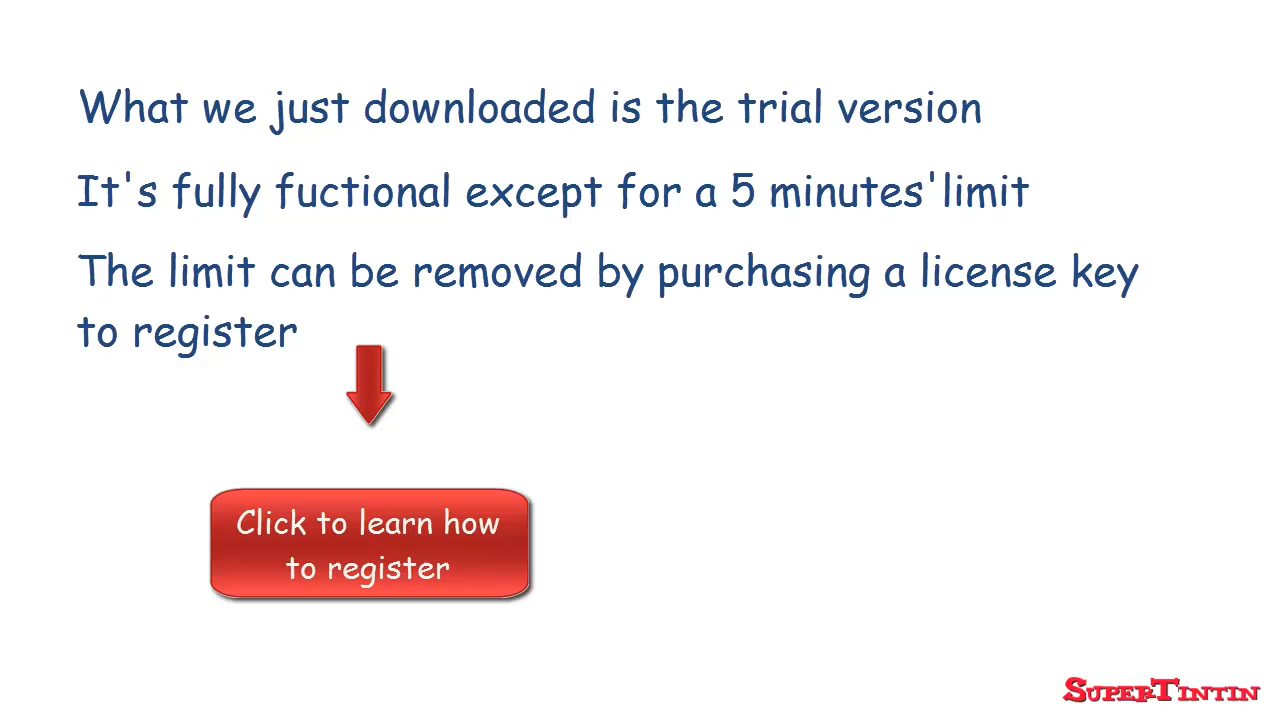 What we just downloaded is the trial version
It's fully fuctional except for a 5 minutes'limit
The limit can be removed by purchasing a license key
to register
Click to learn how
to register
SUPERTINTIN